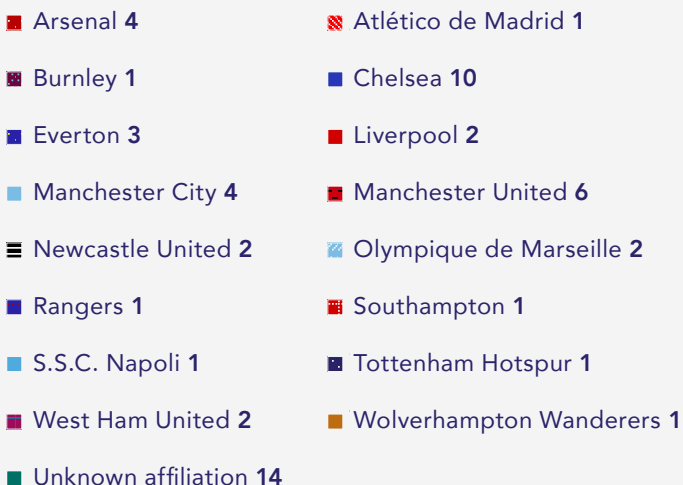 Arsenal 4
Atlético de Madrid 1
Burnley 1
Chelsea 10
Everton 3
Liverpool 2
Manchester City 4
Manchester United 6
Newcastle United 2
Olympique de Marseille 2
Rangers 1
Southampton 1
S.S.C. Napoli 1
Tottenham Hotspur 1
West Ham United 2
Wolverhampton Wanderers 1
Unknown affiliation 14